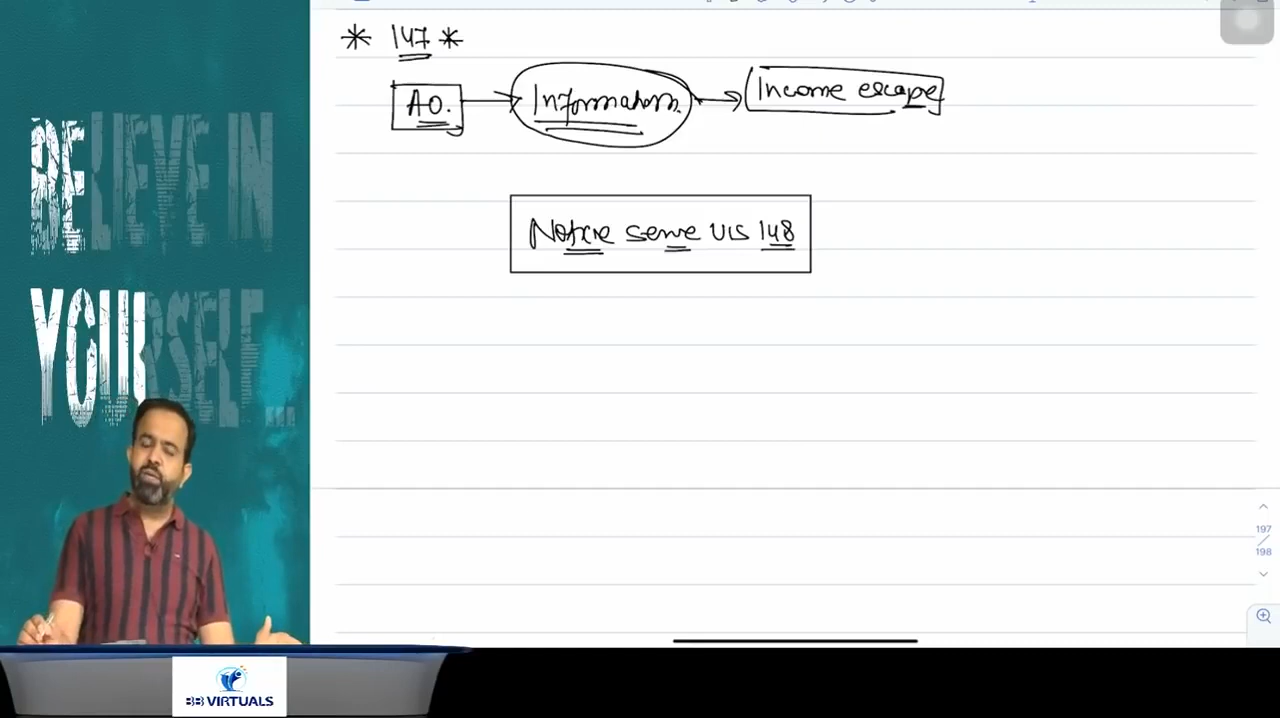 * 147 *
A.O. Information Income escape
Notice serve u/s 148
BELIEVE IN
YOURSELF...
197
198
BB VIRTUALS